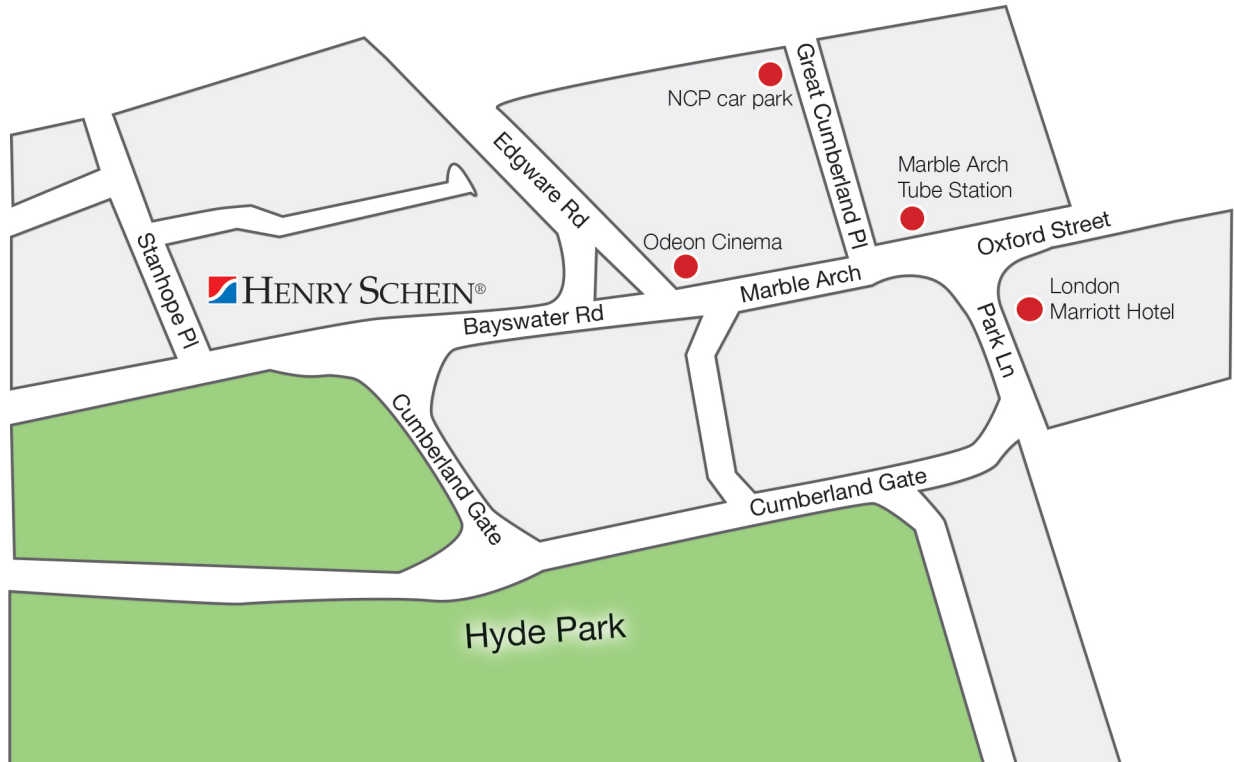 NCP car park
Great Cumberland Pl
Edgware Rd
Marble Arch
Tube Station
Stanhope Pl
Odeon Cinema
Oxford Street
HENRY SCHEIN®
Marble Arch
London
Marriott Hotel
Bayswater Rd
Park Ln
Cumberland Gate
Cumberland Gate
Hyde Park